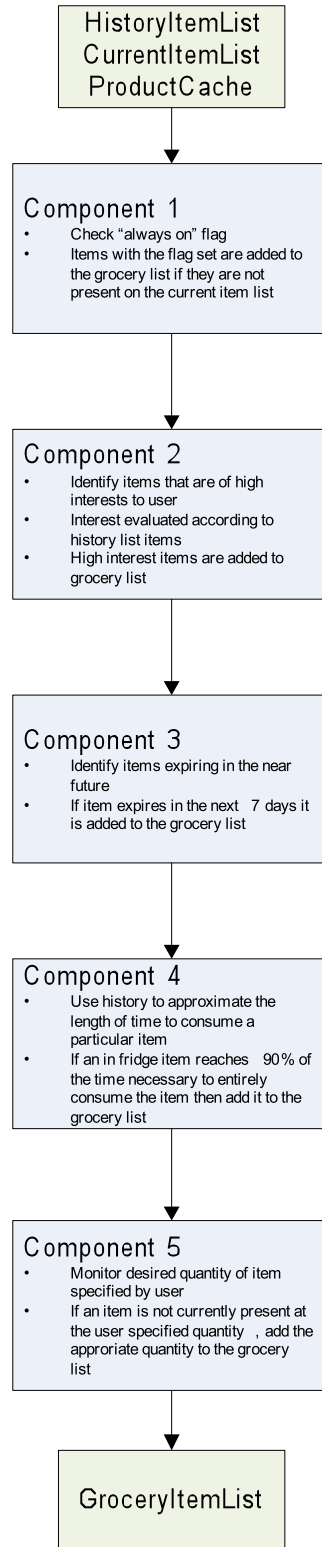 HistoryItemList
CurrentItemList
ProductCache
Component 1
• Check “always on” flag
• Items with the flag set are added to
the grocery list if they are not
present on the current item list
Component 2
• Identify items that are of high
interests to user
• Interest evaluated according to
history list items
• High interest items are added to
grocery list
Component 3
• Identify items expiring in the near
future
• If item expires in the next 7 days it
is added to the grocery list
Component 4
• Use history to approximate the
length of time to consume a
particular item
• If an in fridge item reaches 90% of
the time necessary to entirely
consume the item then add it to the
grocery list
Component 5
• Monitor desired quantity of item
specified by user
• If an item is not currently present at
the user specified quantity , add the
approriate quantity to the grocery
list
GroceryItemList